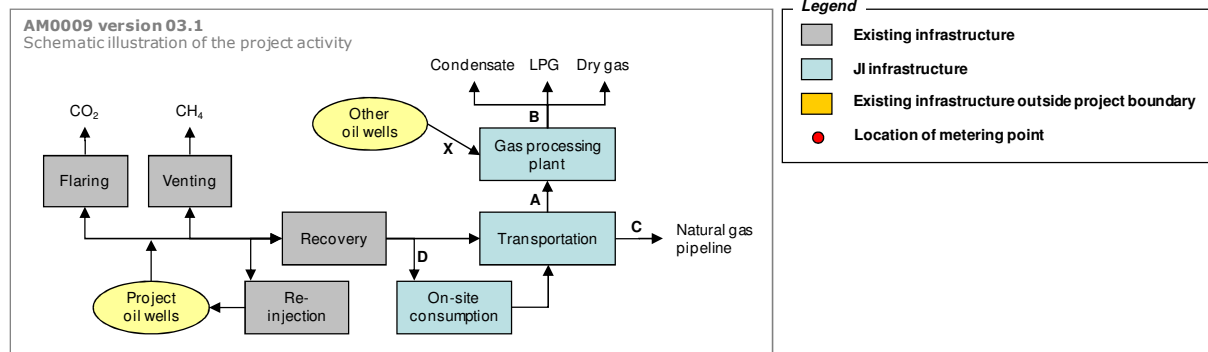 AM0009 version 03.1
Schematic illustration of the project activity
Condensate LPG Dry gas
CO2 CH4
Other
oil wells
B
X
Gas processing
plant
Flaring Venting
A
C
Recovery Transportation
Natural gas
pipeline
D
Project
oil wells
Re-
injection
On-site
consumption
Legend
Existing infrastructure
JI infrastructure
Existing infrastructure outside project boundary
Location of metering point